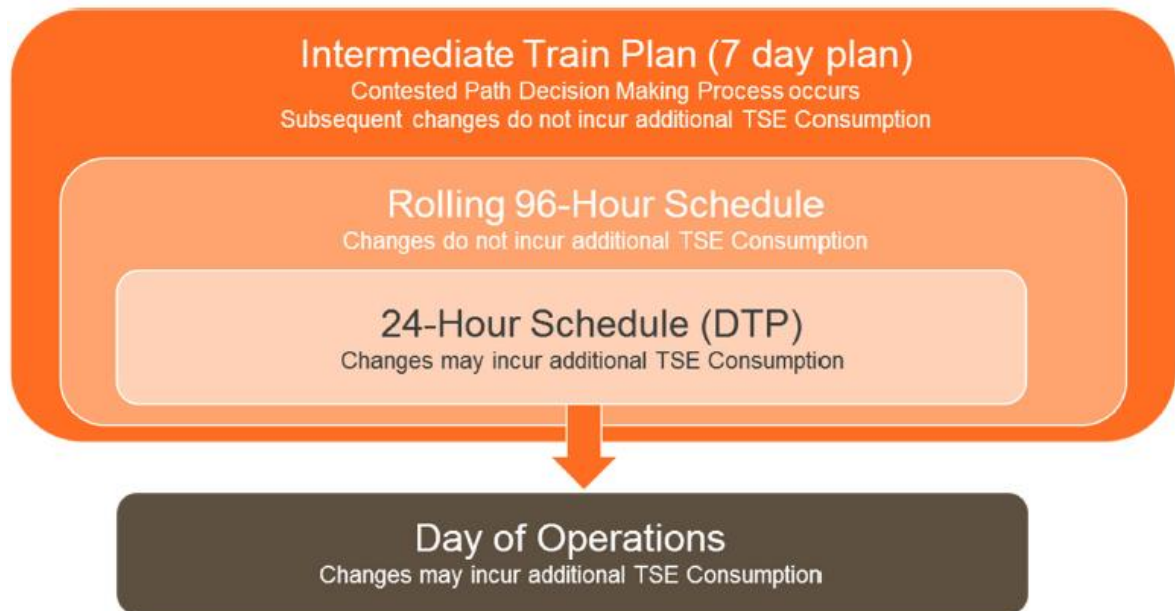 Intermediate Train Plan (7 day plan)
Contested Path Decision Making Process occurs
Subsequent changes do not incur additional TSE Consumption
Rolling 96-Hour Schedule
Changes do not incur additional TSE Consumption
24-Hour Schedule (DTP)
Changes may incur additional TSE Consumption
Day of Operations
Changes may incur additional TSE Consumption